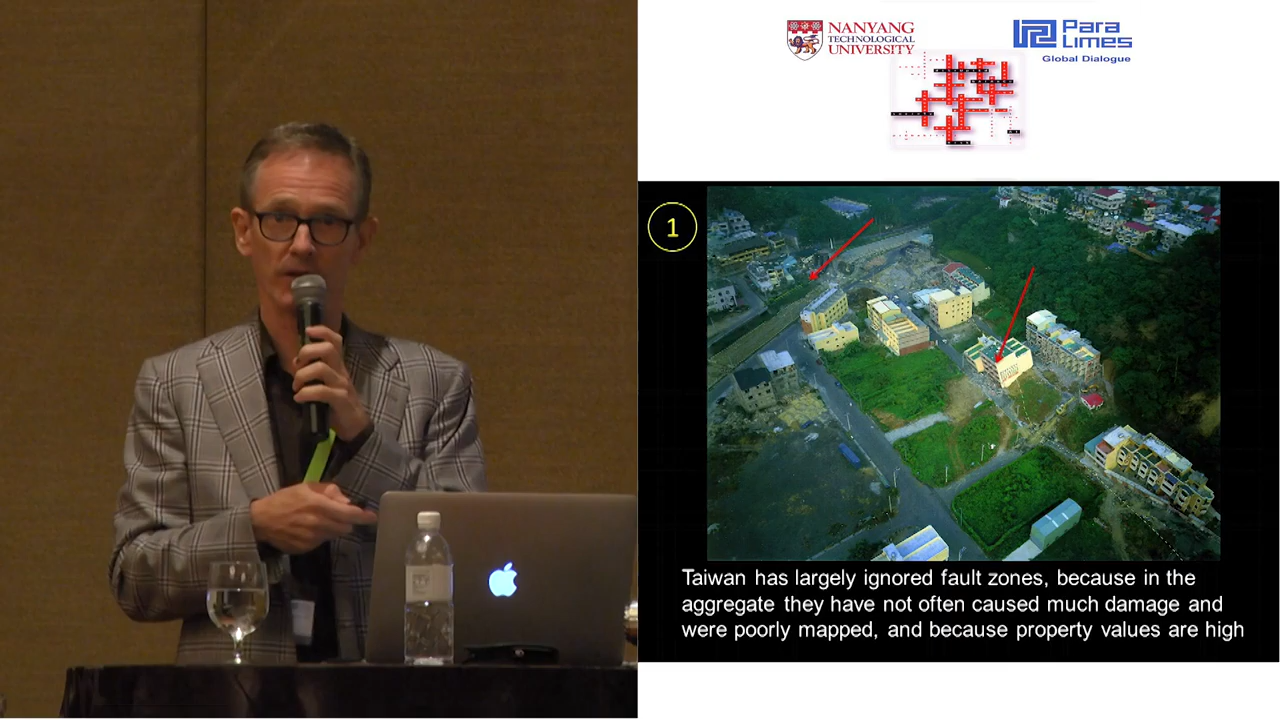 NANYANG
TECHNOLOGICAL
UNIVERSITY
Para
Limes
Global Dialogue
1
Taiwan has largely ignored fault zones, because in the
aggregate they have not often caused much damage and
were poorly mapped, and because property values are high